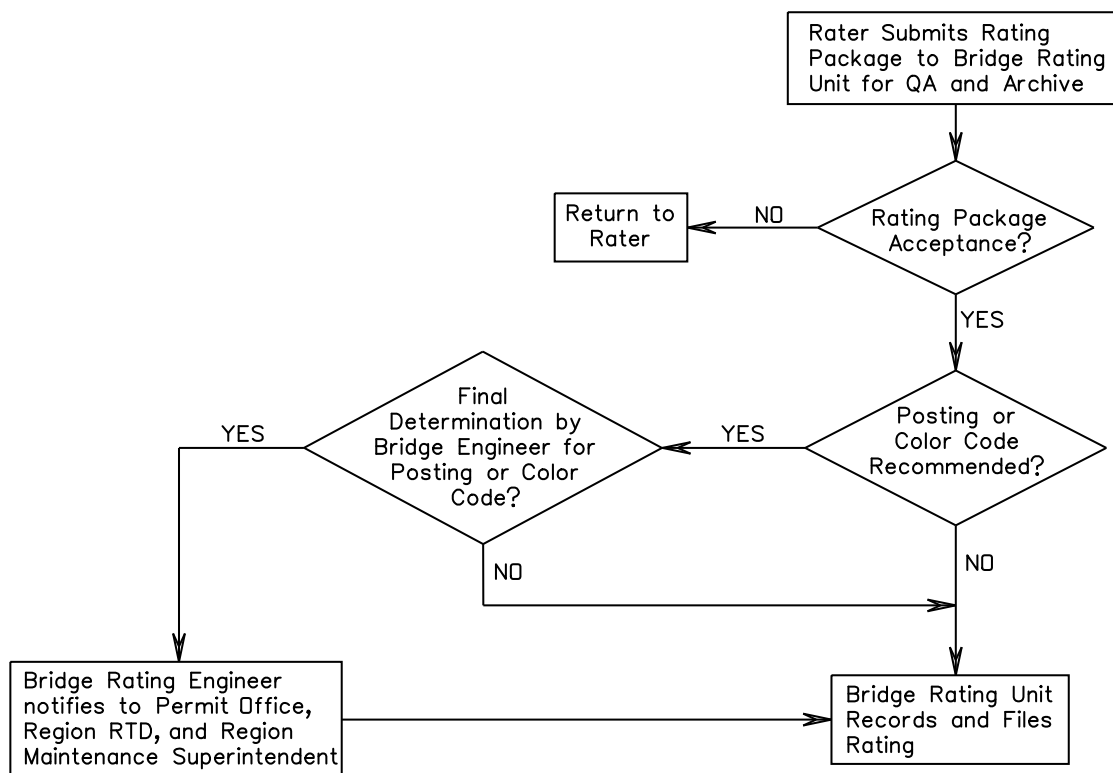 Rater Submits Rating
Package to Bridge Rating
Unit for QA and Archive
Return to
Rater
NO
Rating Package
Acceptance?
YES
Final
Determination by
Bridge Engineer for
Posting or Color
Code?
YES
YES
Posting or
Color Code
Recommended?
NO
NO
Bridge Rating Engineer
notifies to Permit Office,
Region RTD, and Region
Maintenance Superintendent
Bridge Rating Unit
Records and Files
Rating